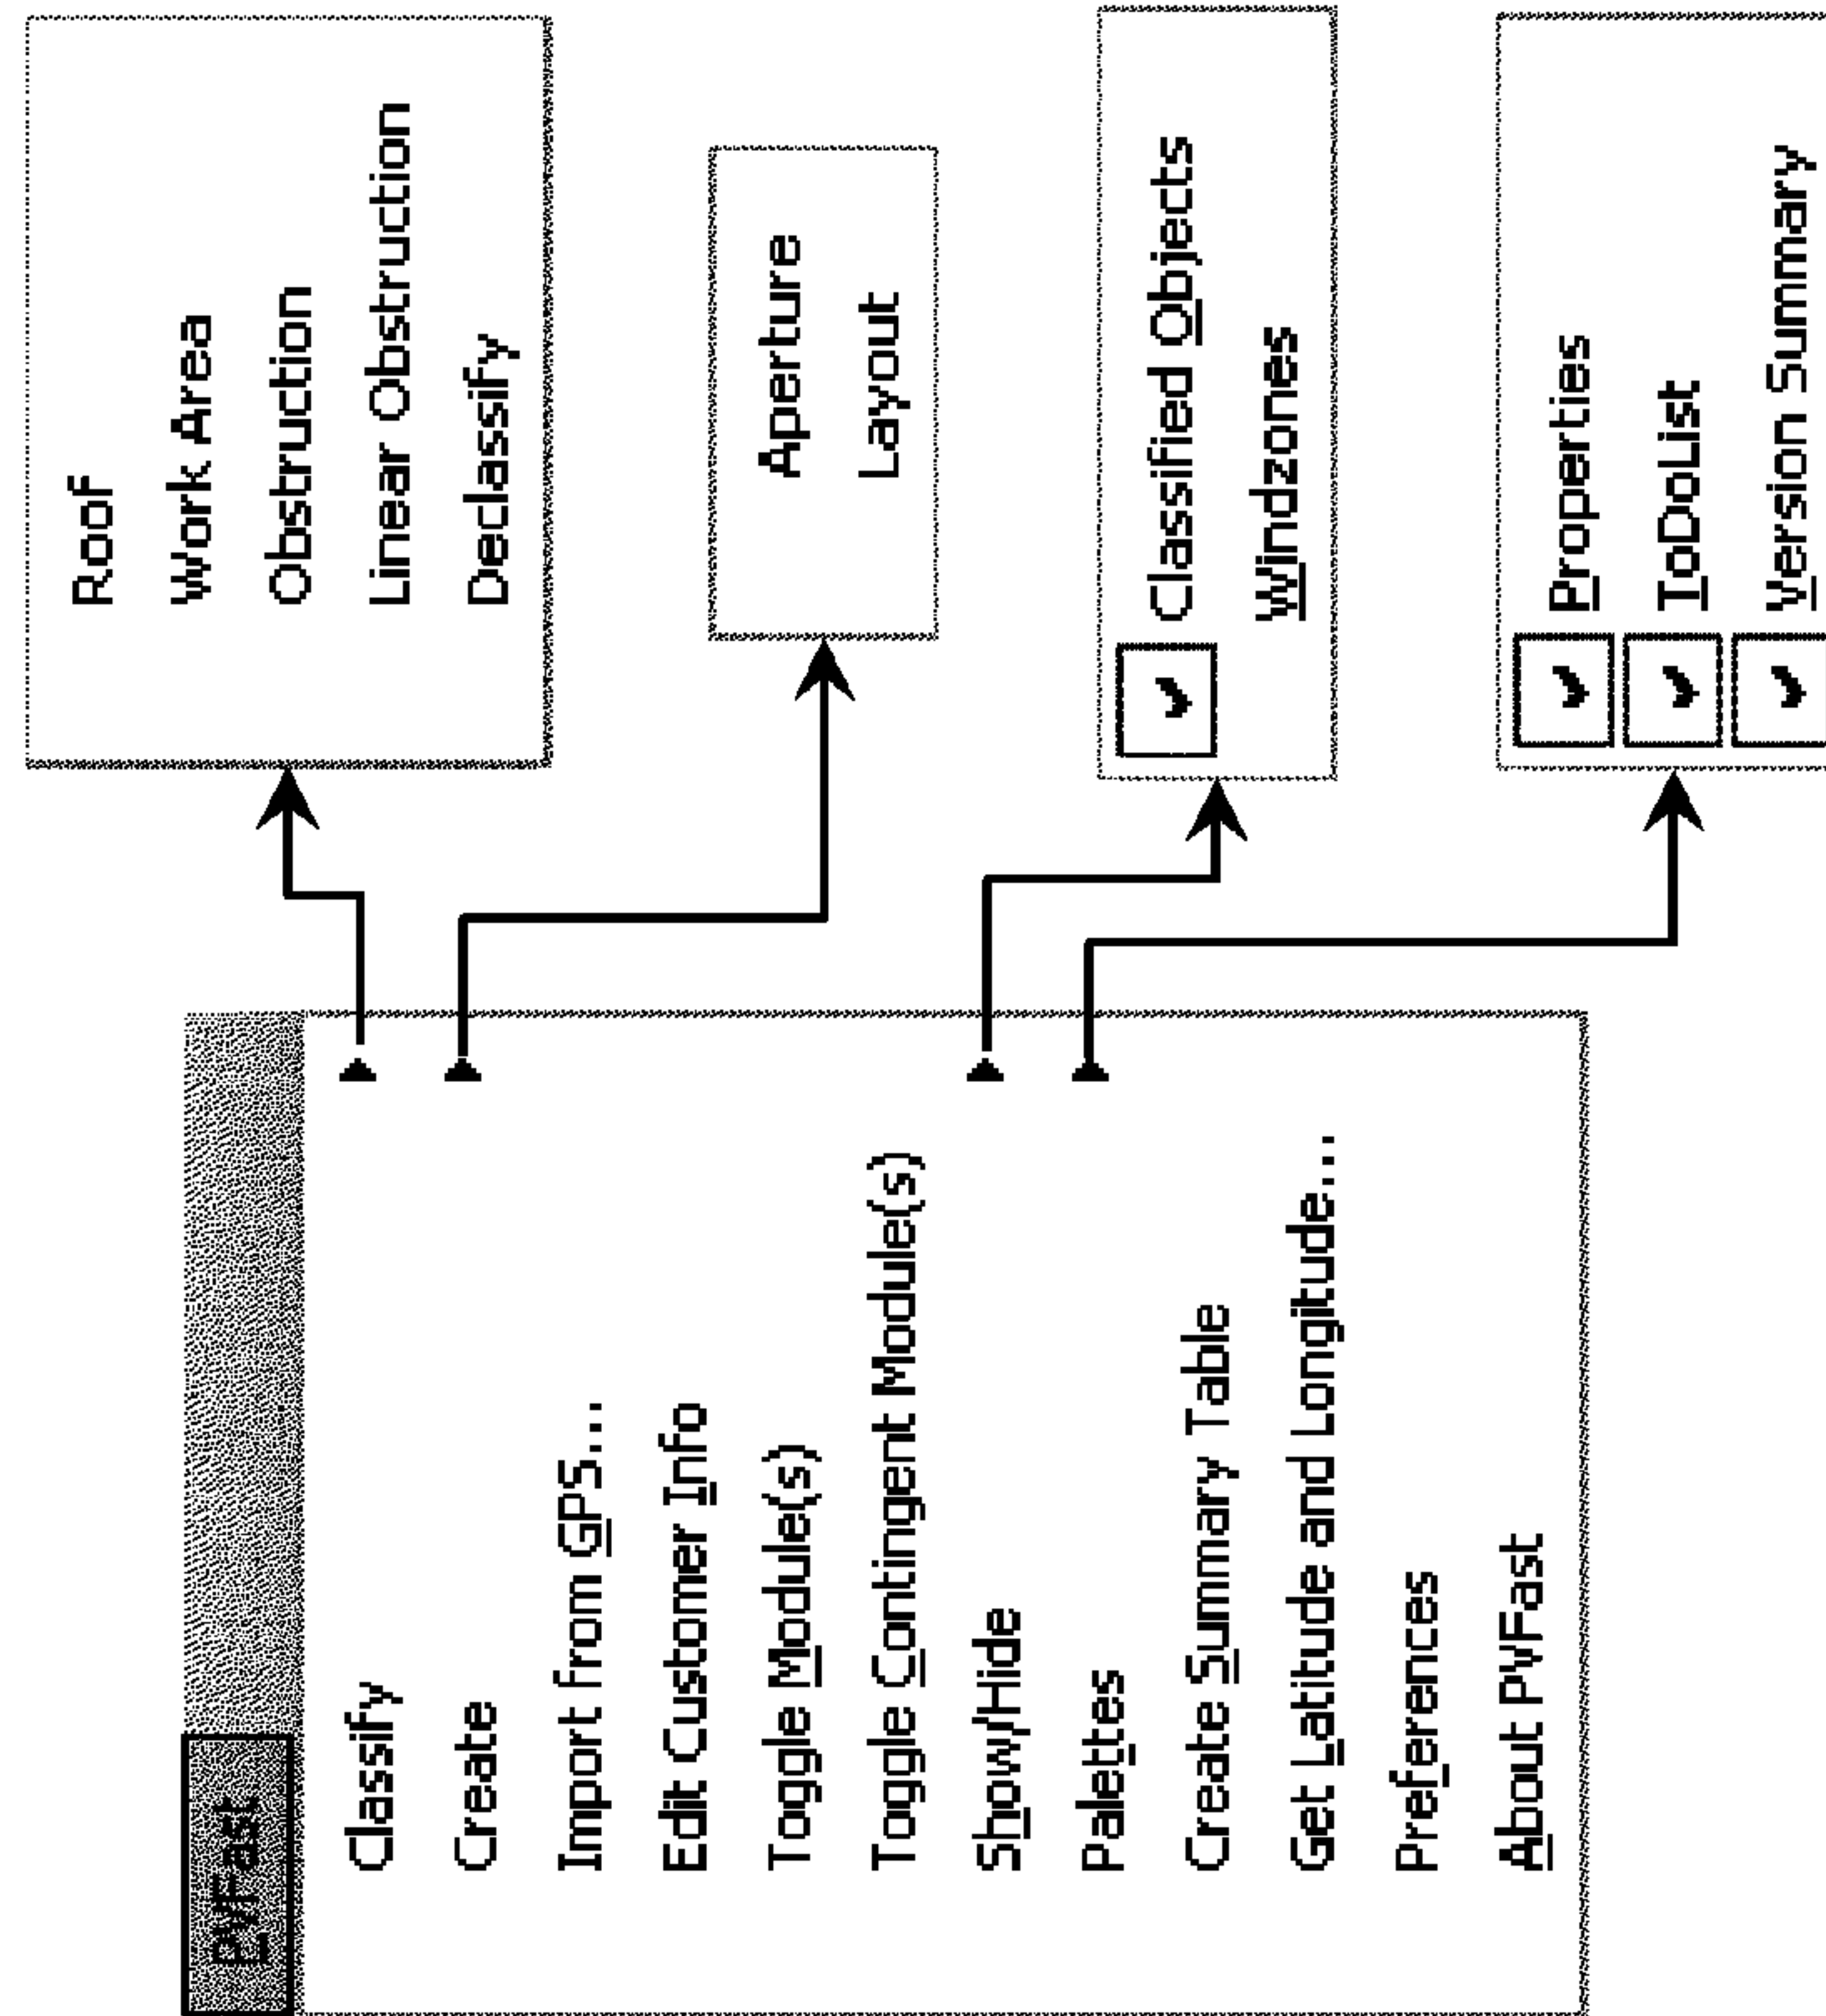 PVFast
Classify
Create
Import from GPS...
Edit Customer Info
Toggle Module(s)
Toggle Contingent Module(s)
Show/Hide
Palettes
Create Summary Table
Get Latitude and Longitude...
Preferences
About PVFast
Roof
Work Area
Obstruction
Linear Obstruction
Declassify
Aperture
Layout
Classified Objects
Windzones
Properties
ToDoList
Version Summary